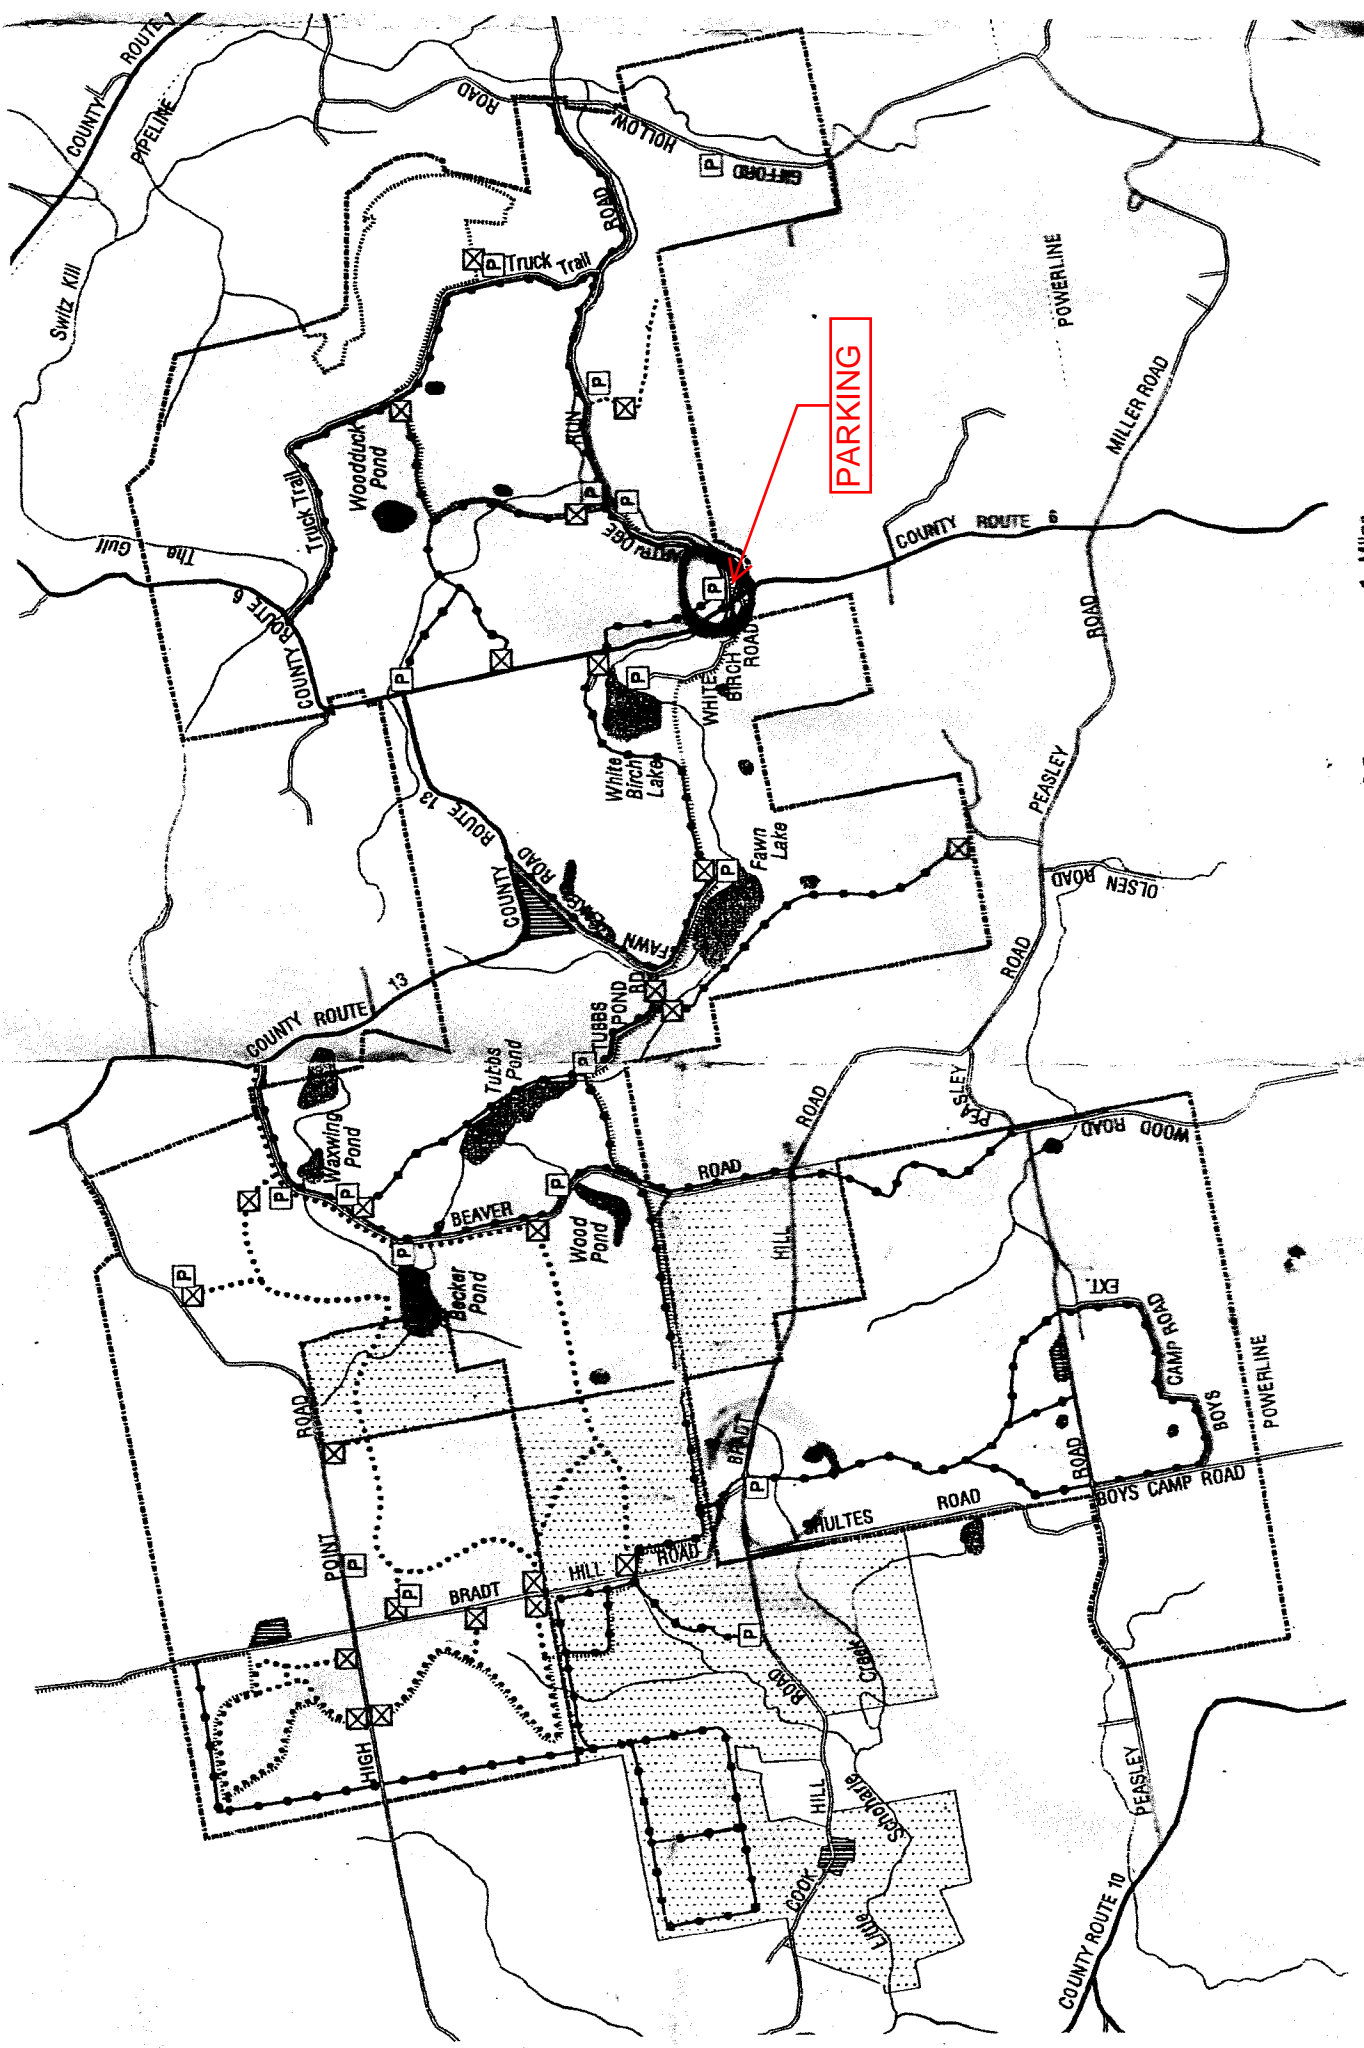 COUNTY
ROUTE
PIPELINE
Switz Kill
ROAD
HOLLOW
GIFFORD
P
ROAD
P
Truck Trail
POWERLINE
P
RUN
Woodduck
Pond
Truck Trail
PARKING
MILLER ROAD
P
P
The Gulf
COUNTY ROUTE 6
COUNTY ROUTE 6
P
P
P
WHITE
BIRCH
ROAD
ROAD
White
Birch
Lake
ROUTE 13
COUNTY
ROAD
FAWN
P
Fawn
Lake
PEASLEY
OLSEN
ROAD
ROAD
COUNTY ROUTE 13
TUBBS
POND
RD
P
Tubbs
Pond
Waxwing
Pond
P
P
P
P
BEAVER
ROAD
Wood
Pond
Becker
Pond
ROAD
PEASLEY
WOOD ROAD
HILL
EXT.
CAMP ROAD
BOYS
POWERLINE
P
ROAD
POINT
P
P
BRADT
HILL
ROAD
BRADT
P
SHULTES
ROAD
ROAD
BOYS CAMP ROAD
P
HIGH
ROAD
Creek
HILL
Schoharie
COOK
Little
PEASLEY
COUNTY ROUTE 10